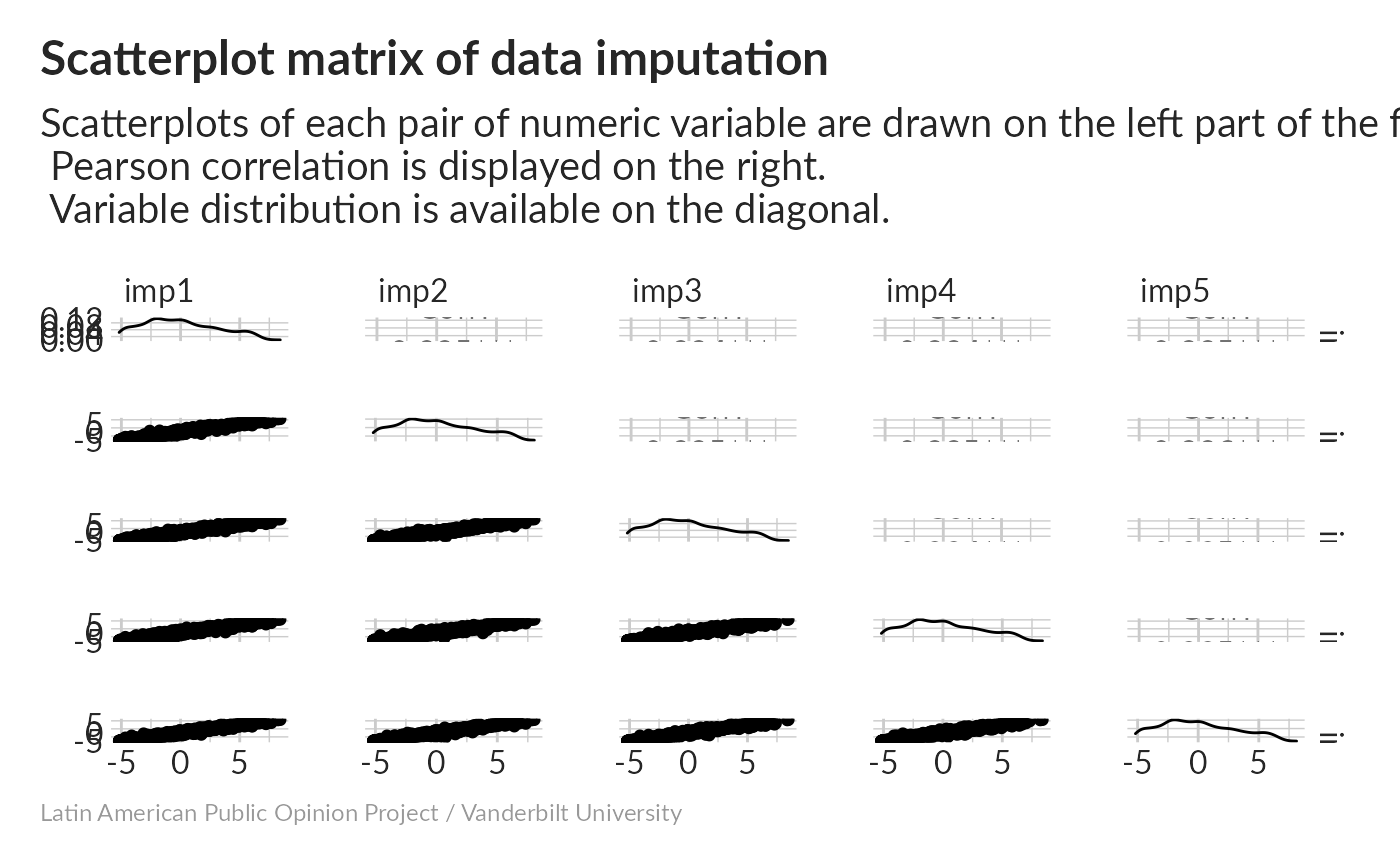 Scatterplot matrix of data imputation
Scatterplots of each pair of numeric variable are drawn on the left part of the f
Pearson correlation is displayed on the right.
Variable distribution is available on the diagonal.
imp1 imp2 imp3 imp4 imp5
0.12
0.00
5
0
-5
5
0
-5
5
0
-5
5
0
-5
-5 0 5 -5 0 5 -5 0 5 -5 0 5 -5 0 5
Latin American Public Opinion Project / Vanderbilt University